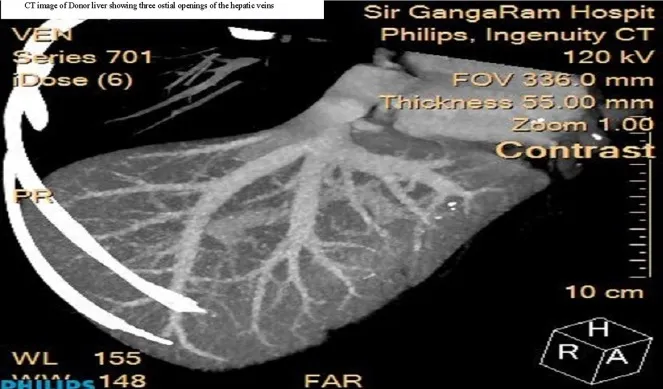 CT image of Donor liver showing three ostial openings of the hepatic veins
Sir GangaRam Hospit
VEN
Philips, Ingenuity CT
Series 701
120 kV
iDose (6)
FOV 336.0 mm
Thickness 55.00 mm
Zoom 1.00
Contrast
PR
10 cm
H
R A
WL 155
WW 148
PHILIPS
FAR